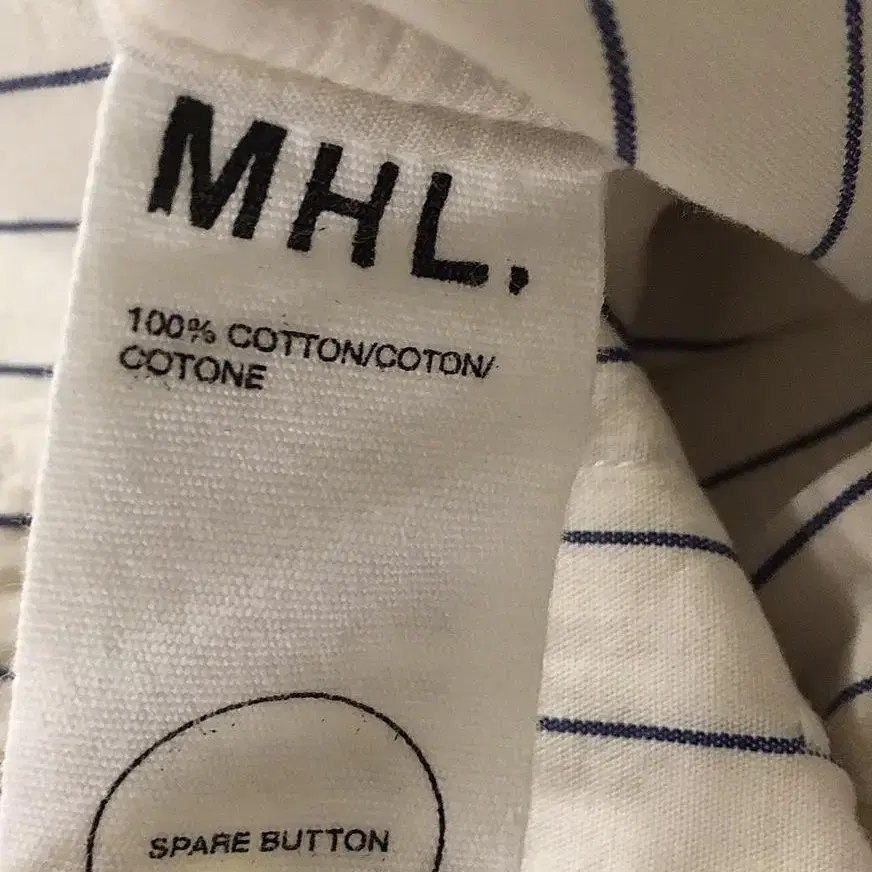 MHL.
100% COTTON/COTON/
COTONE
SPARE BUTTON